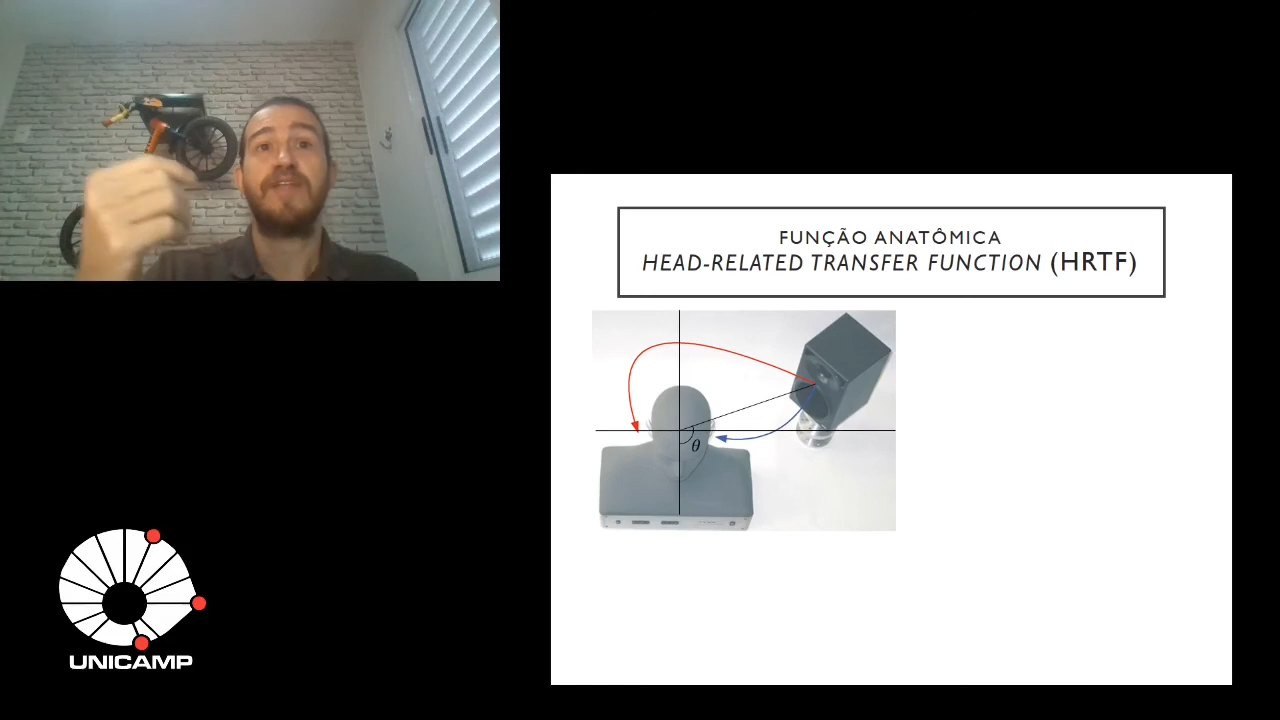 FUNÇÃO ANATÔMICA
HEAD-RELATED TRANSFER FUNCTION (HRTF)
θ
UNICAMP